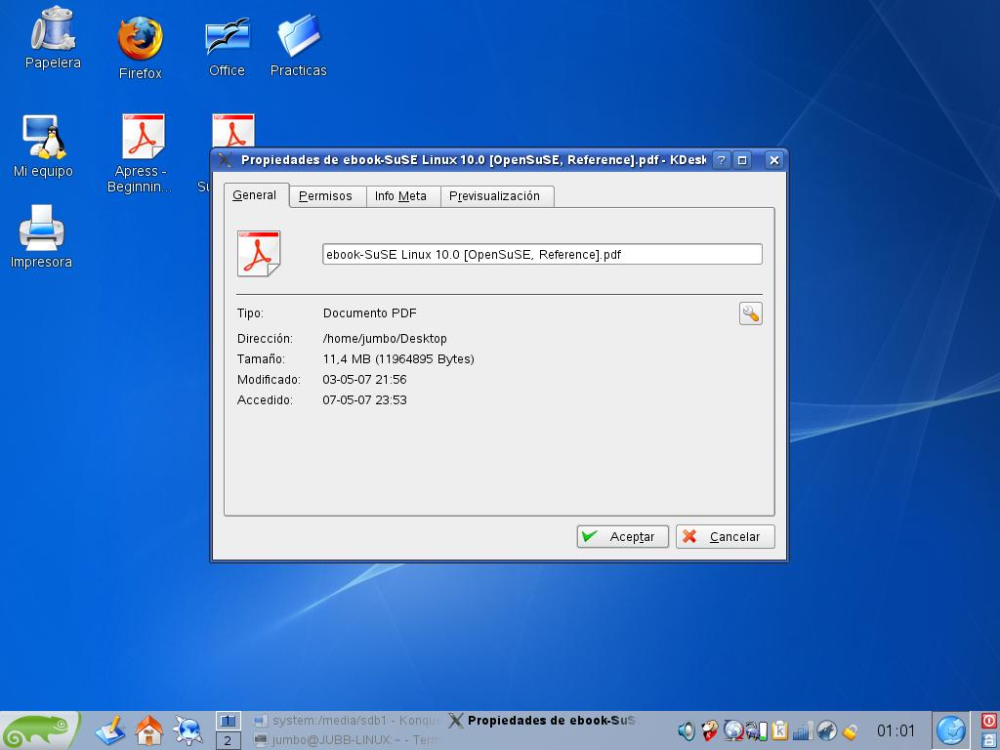 Papelera
Firefox
Office
Practicas
Mi equipo
Apress -
Beginnin...
Impresora
Propiedades de ebook-SuSE Linux 10.0 [OpenSuSE, Reference].pdf - KDesk
General
Permisos
Info Meta
Previsualización
ebook-SuSE Linux 10.0 [OpenSuSE, Reference].pdf
Tipo: Documento PDF
Dirección: /home/jumbo/Desktop
Tamaño: 11,4 MB (11964895 Bytes)
Modificado: 03-05-07 21:56
Accedido: 07-05-07 23:53
Aceptar
Cancelar
1
2
system:/media/sdb1 - Konque
jumbo@JUBB-LINUX:~ - Term
Propiedades de ebook-SuS
01:01